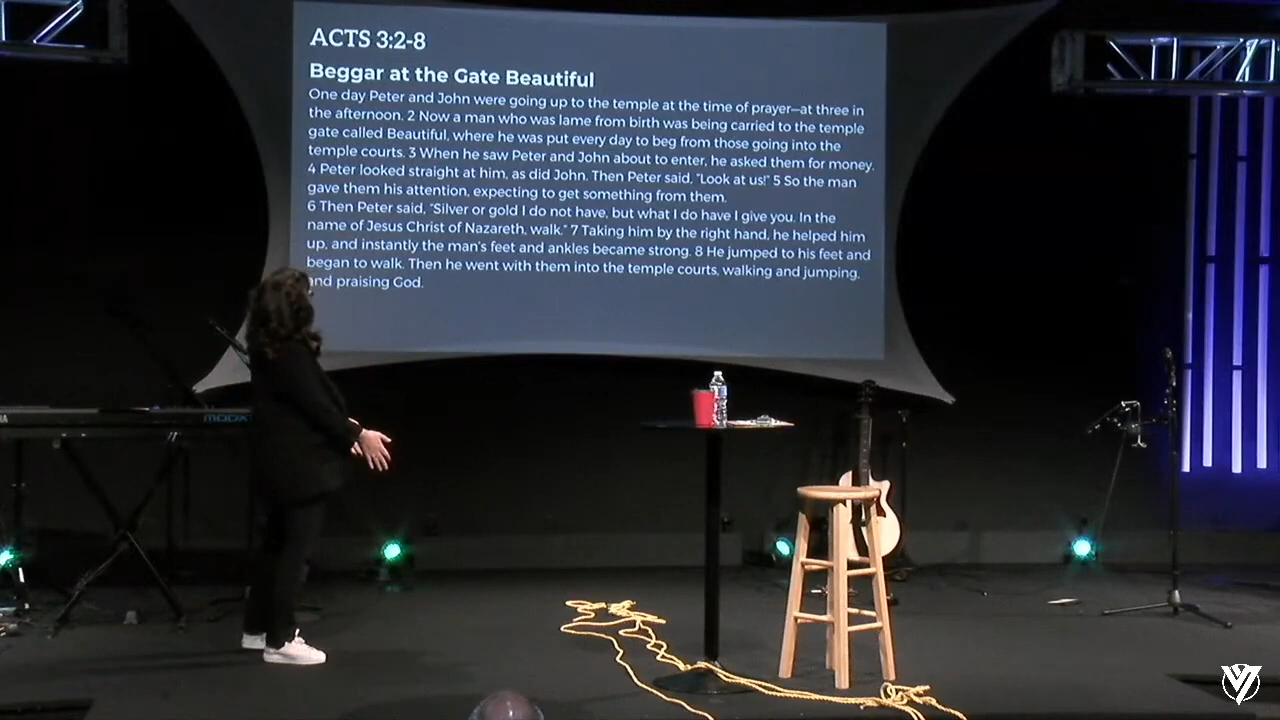 ACTS 3:2-8
Beggar at the Gate Beautiful
One day Peter and John were going up to the temple at the time of prayer—at three in
the afternoon. 2 Now a man who was lame from birth was being carried to the temple
gate called Beautiful, where he was put every day to beg from those going into the
temple courts. 3 When he saw Peter and John about to enter, he asked them for money.
4 Peter looked straight at him, as did John. Then Peter said, "Look at us!" 5 So the man
gave them his attention, expecting to get something from them.
6 Then Peter said, "Silver or gold I do not have, but what I do have I give you. In the
name of Jesus Christ of Nazareth, walk." 7 Taking him by the right hand, he helped him
up, and instantly the man's feet and ankles became strong. 8 He jumped to his feet and
began to walk. Then he went with them into the temple courts, walking and jumping,
and praising God.
MODX